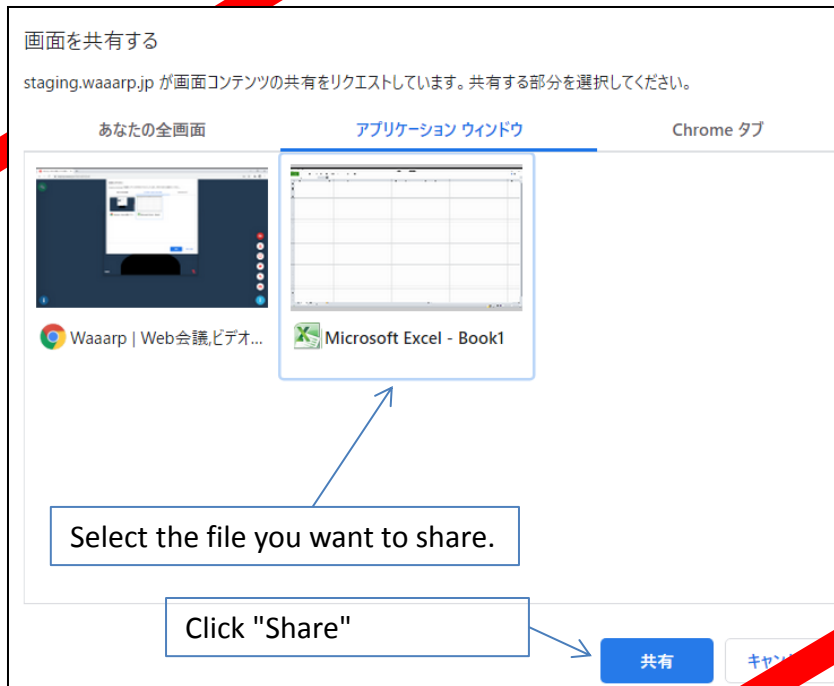 画面を共有する
staging.waaarp.jp が画面コンテンツの共有をリクエストしています。共有する部分を選択してください。
あなたの全画面
アプリケーション ウィンドウ
Chrome タブ
Waaarp | Web会議,ビデオ...
Microsoft Excel - Book1
Select the file you want to share.
Click "Share"
共有